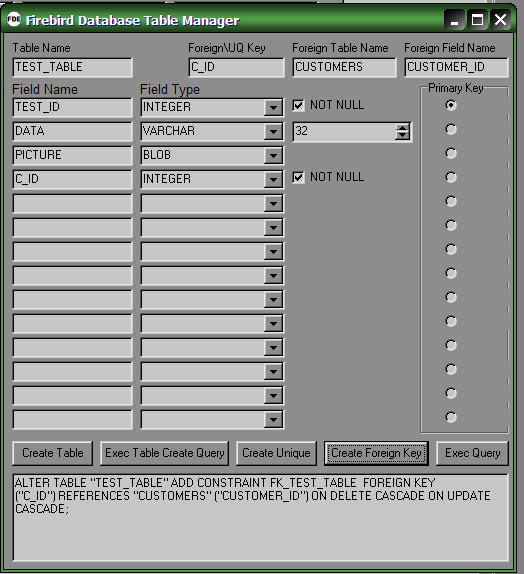 FDE Firebird Database Table Manager
Table Name Foreign\UQ Key Foreign Table Name Foreign Field Name
TEST_TABLE C_ID CUSTOMERS CUSTOMER_ID
Field Name Field Type Primary Key
TEST_ID INTEGER NOT NULL
DATA VARCHAR 32
PICTURE BLOB
C_ID INTEGER NOT NULL
Create Table Exec Table Create Query Create Unique Create Foreign Key Exec Query
ALTER TABLE "TEST_TABLE" ADD CONSTRAINT FK_TEST_TABLE  FOREIGN KEY
("C_ID") REFERENCES "CUSTOMERS" ("CUSTOMER_ID") ON DELETE CASCADE ON UPDATE
CASCADE;